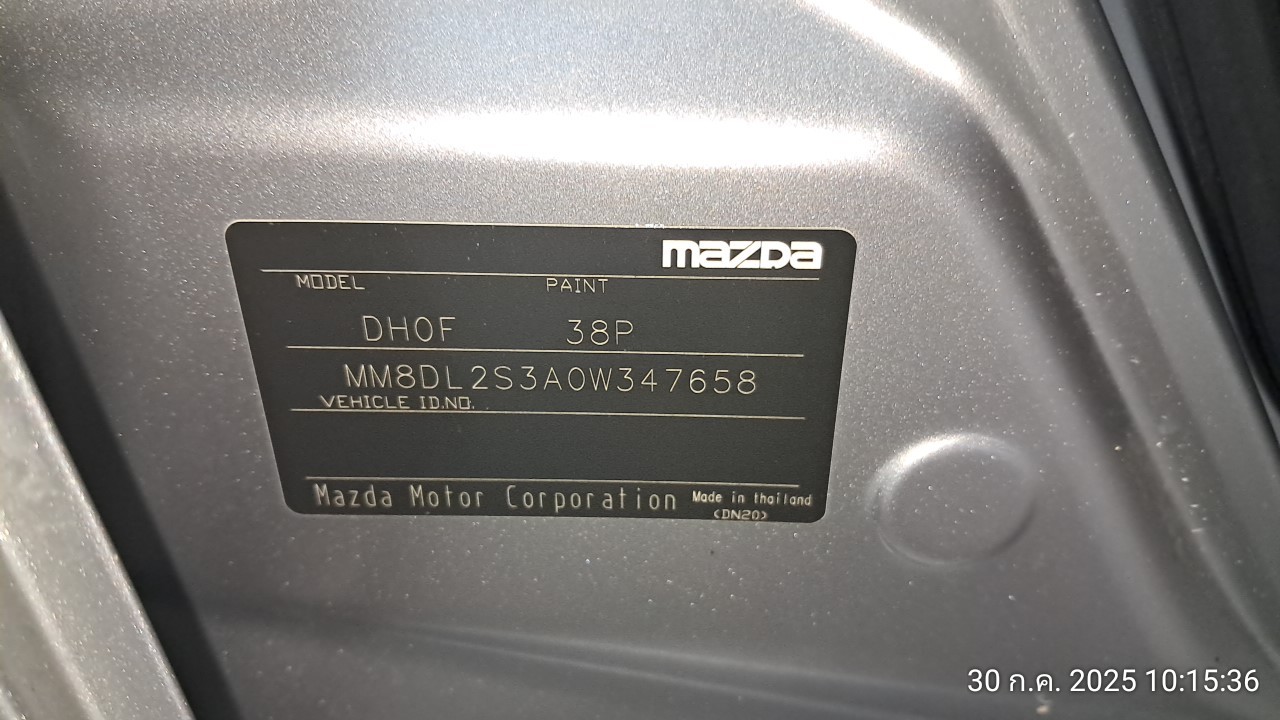 mazda
MODEL PAINT
DH0F 38P
MM8DL2S3A0W347658
VEHICLE ID.NO.
Mazda Motor Corporation Made in thailand
(DN20)
30 ก.ค. 2025 10:15:36